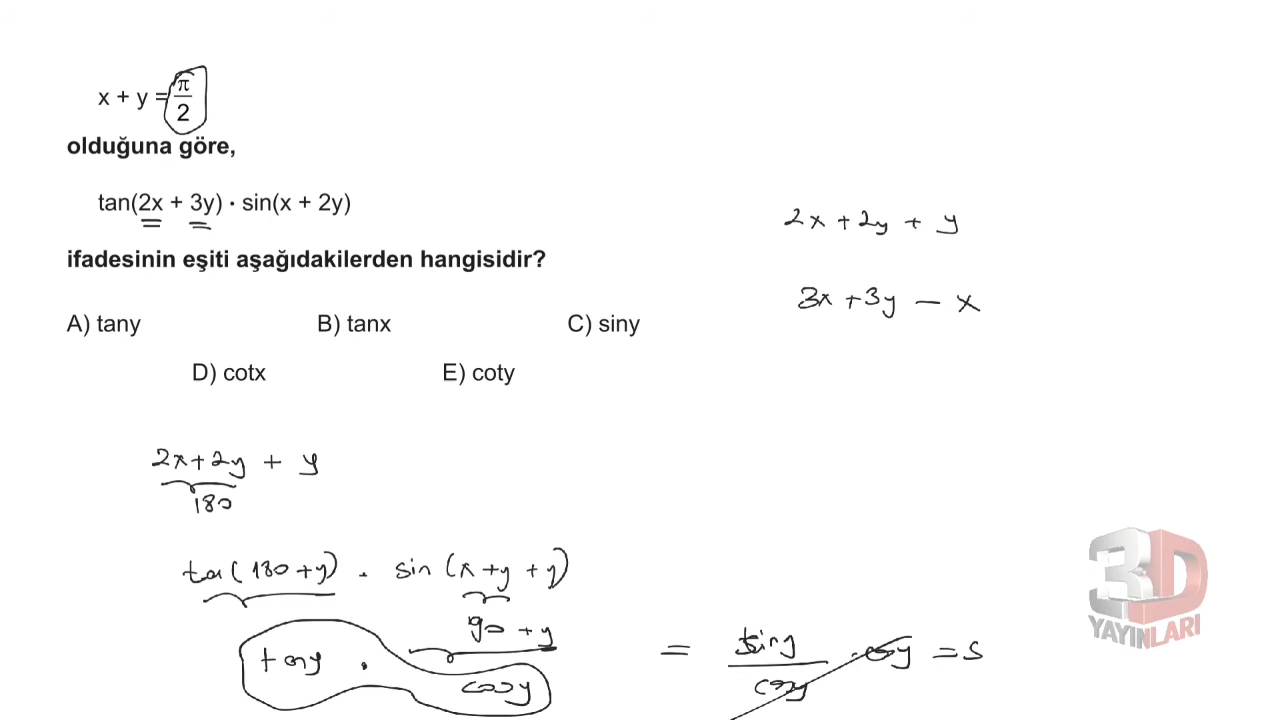 x + y = π/2
olduğuna göre,
tan(2x + 3y) · sin(x + 2y)
2x + 2y + y
ifadesinin eşiti aşağıdakilerden hangisidir?
3x + 3y - x
A) tany B) tanx C) siny
D) cotx E) coty
2x + 2y + y
180
tan(180 + y) . sin(x + y + y)
90 + y
tany . cosy = siny/cosy . cosy = s
3D
YAYINLARI